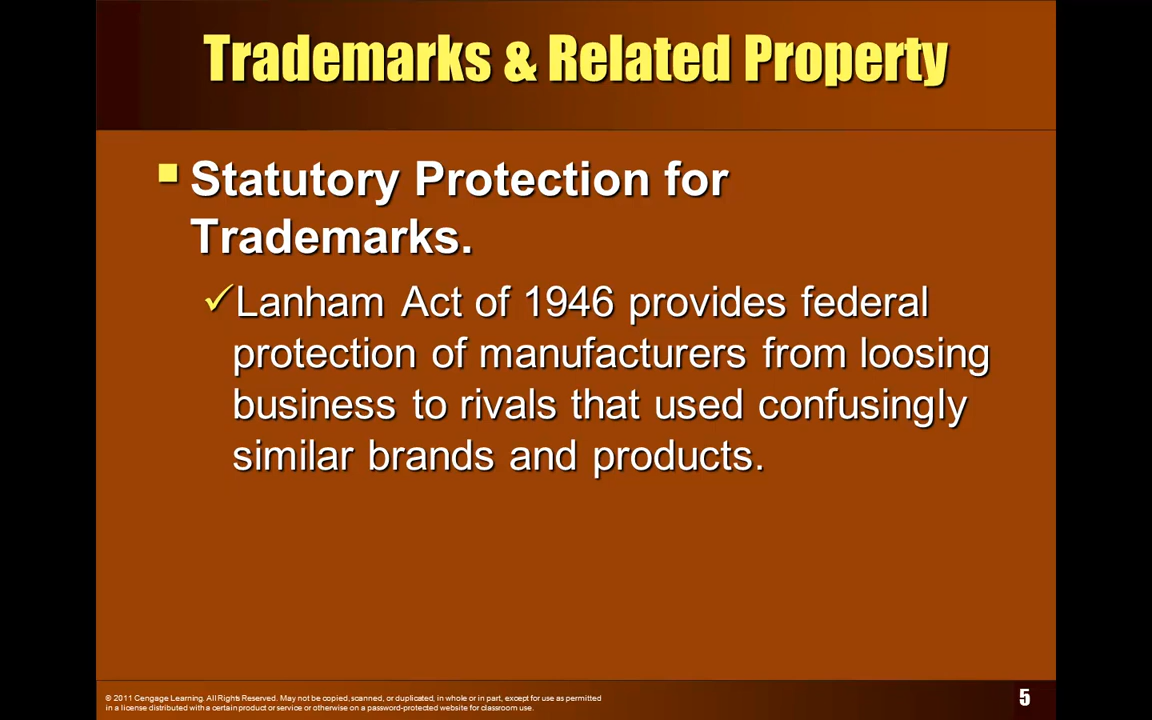 Trademarks & Related Property
Statutory Protection for
Trademarks.
Lanham Act of 1946 provides federal
protection of manufacturers from loosing
business to rivals that used confusingly
similar brands and products.
© 2011 Cengage Learning. All Rights Reserved. May not be copied, scanned, or duplicated, in whole or in part, except for use as permitted
in a license distributed with a certain product or service or otherwise on a password-protected website for classroom use.
5